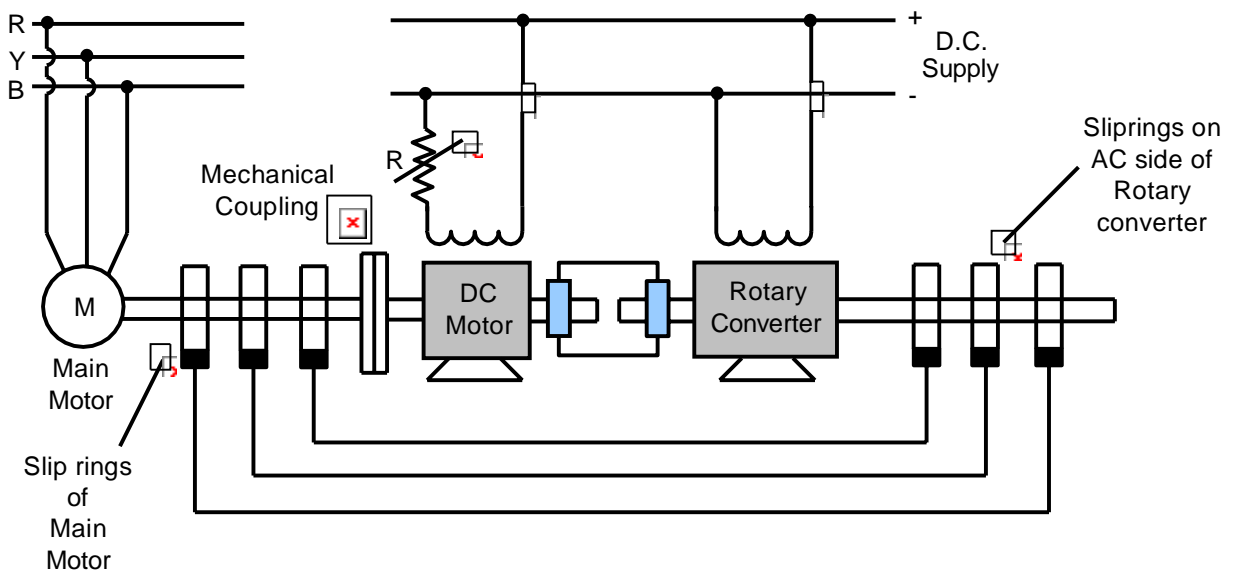 R
Y
B
+
D.C.
Supply
-
Sliprings on
AC side of
Rotary
converter
R
Mechanical
Coupling
M
DC
Motor
Rotary
Converter
Main
Motor
Slip rings
of
Main
Motor